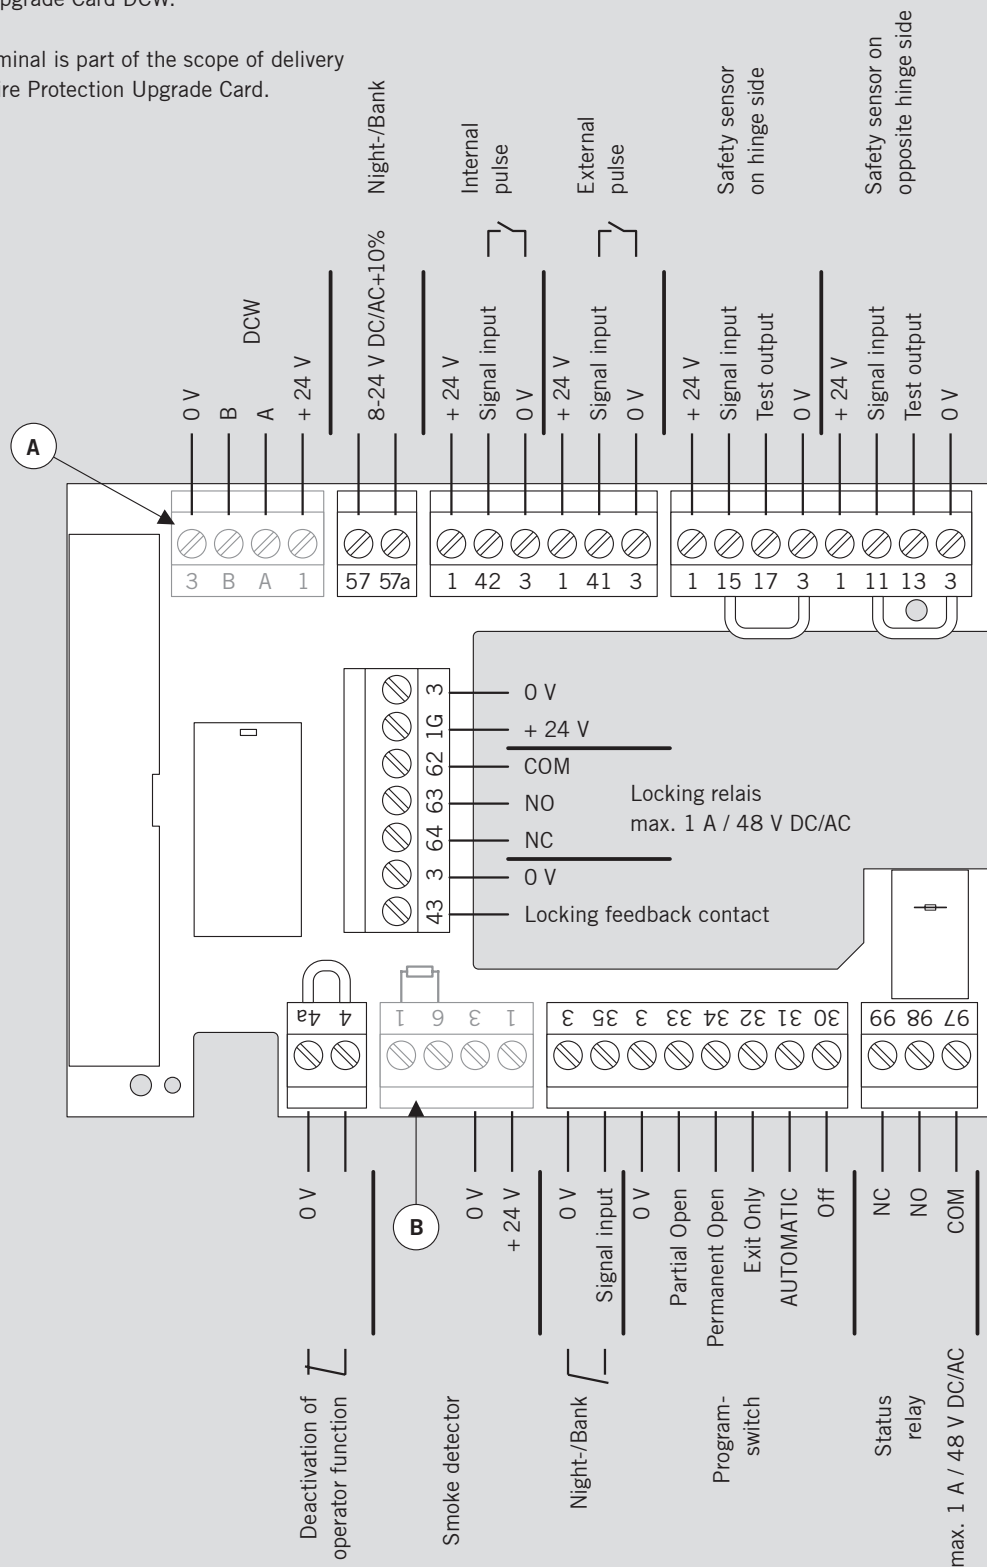 pgrade Card DCW.
minal is part of the scope of delivery
ire Protection Upgrade Card.
Night-/Bank
Internal
pulse
External
pulse
Safety sensor
on hinge side
Safety sensor on
opposite hinge side
DCW
0 V
B
A
+ 24 V
8-24 V DC/AC+10%
+ 24 V
Signal input
0 V
+ 24 V
Signal input
0 V
+ 24 V
Signal input
Test output
0 V
+ 24 V
Signal input
Test output
0 V
A
3 B A 1
57 57a
1 42 3 1 41 3
1 15 17 3 1 11 13 3
3 0 V
1G + 24 V
62 COM
63 NO
64 NC
Locking relais
max. 1 A / 48 V DC/AC
3 0 V
43 Locking feedback contact
4a 4
1 6 3 1
3 35 3 33 34 32 31 30
99 98 97
B
0 V
0 V
+ 24 V
0 V
Signal input
0 V
Partial Open
Permanent Open
Exit Only
AUTOMATIC
Off
NC
NO
COM
Deactivation of
operator function
Smoke detector
Night-/Bank
Program-
switch
Status
relay
max. 1 A / 48 V DC/AC